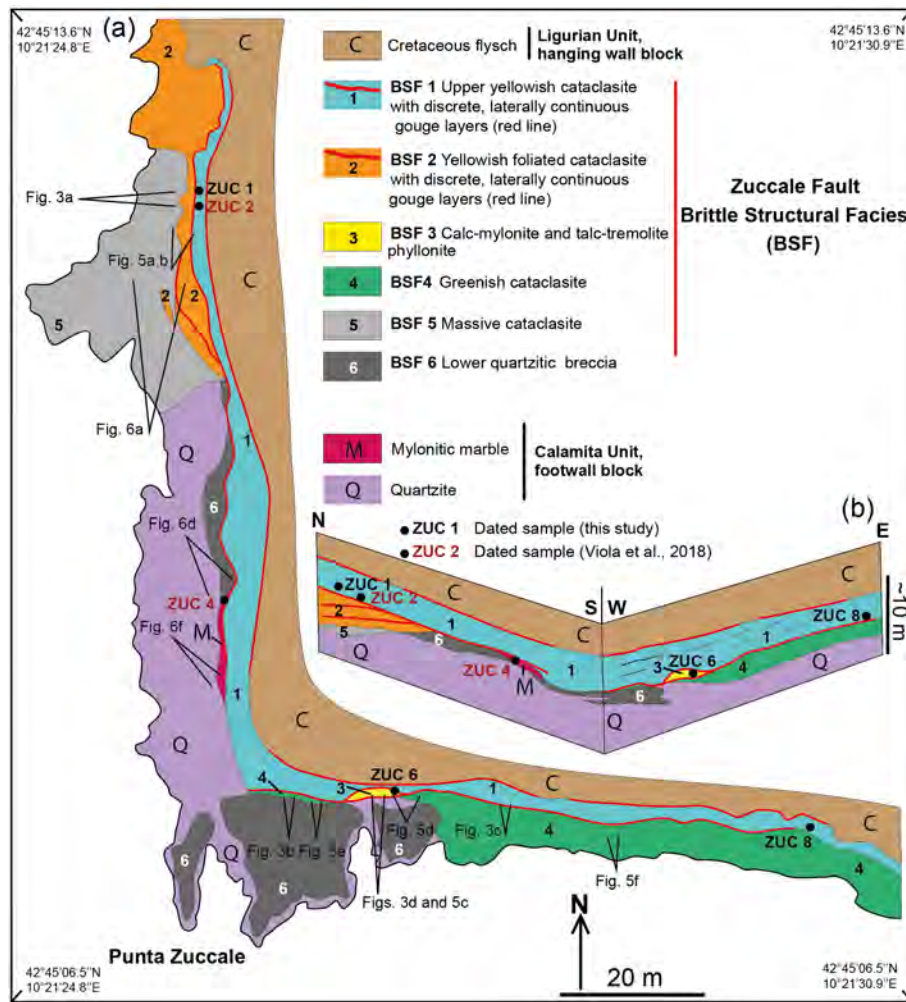 (a)
42°45'13.6''N
10°21'24.8''E
42°45'13.6''N
10°21'30.9''E
C Cretaceous flysch
Ligurian Unit,
hanging wall block
1 BSF 1 Upper yellowish cataclasite
with discrete, laterally continuous
gouge layers (red line)
2 BSF 2 Yellowish foliated cataclasite
with discrete, laterally continuous
gouge layers (red line)
3 BSF 3 Calc-mylonite and talc-tremolite
phyllonite
4 BSF4 Greenish cataclasite
5 BSF 5 Massive cataclasite
6 BSF 6 Lower quartzitic breccia
Zuccale Fault
Brittle Structural Facies
(BSF)
M Mylonitic marble
Q Quartzite
Calamita Unit,
footwall block
ZUC 1 Dated sample (this study)
ZUC 2 Dated sample (Viola et al., 2018)
2
C
Fig. 3a
ZUC 1
ZUC 2
Fig. 5a,b
C
2
2
5
Fig. 6a
Q
1
6
Fig. 6d
ZUC 4
Fig. 6f
M
1
Q
C
4
3
ZUC 6
1
C
Fig. 3b
Fig. 5e
Fig. 5d
Fig. 3c
4
ZUC 8
C
6
Q
6
6
Figs. 3d and 5c
Fig. 5f
4
Punta Zuccale
N
20 m
42°45'06.5''N
10°21'24.8''E
42°45'06.5''N
10°21'30.9''E
(b)
N
S W
E
~10 m
ZUC 1
ZUC 2
C
C
C
2
1
5
6
Q
ZUC 4
M
1
1
3
ZUC 6
ZUC 8
4
6
Q
Q